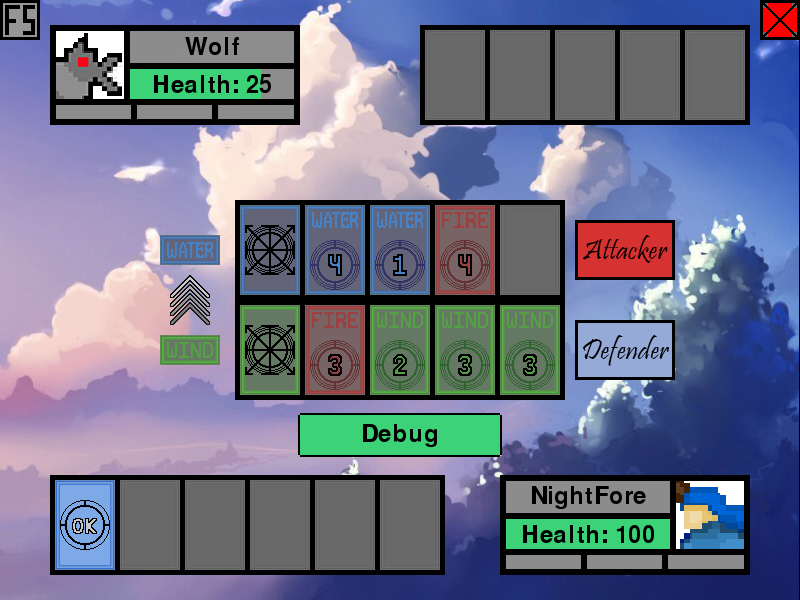 FS
Wolf
Health: 25
WATER
WATER
FIRE
4
1
4
Attacker
WATER
WIND
FIRE
WIND
WIND
WIND
3
2
3
3
Defender
Debug
OK
NightFore
Health: 100